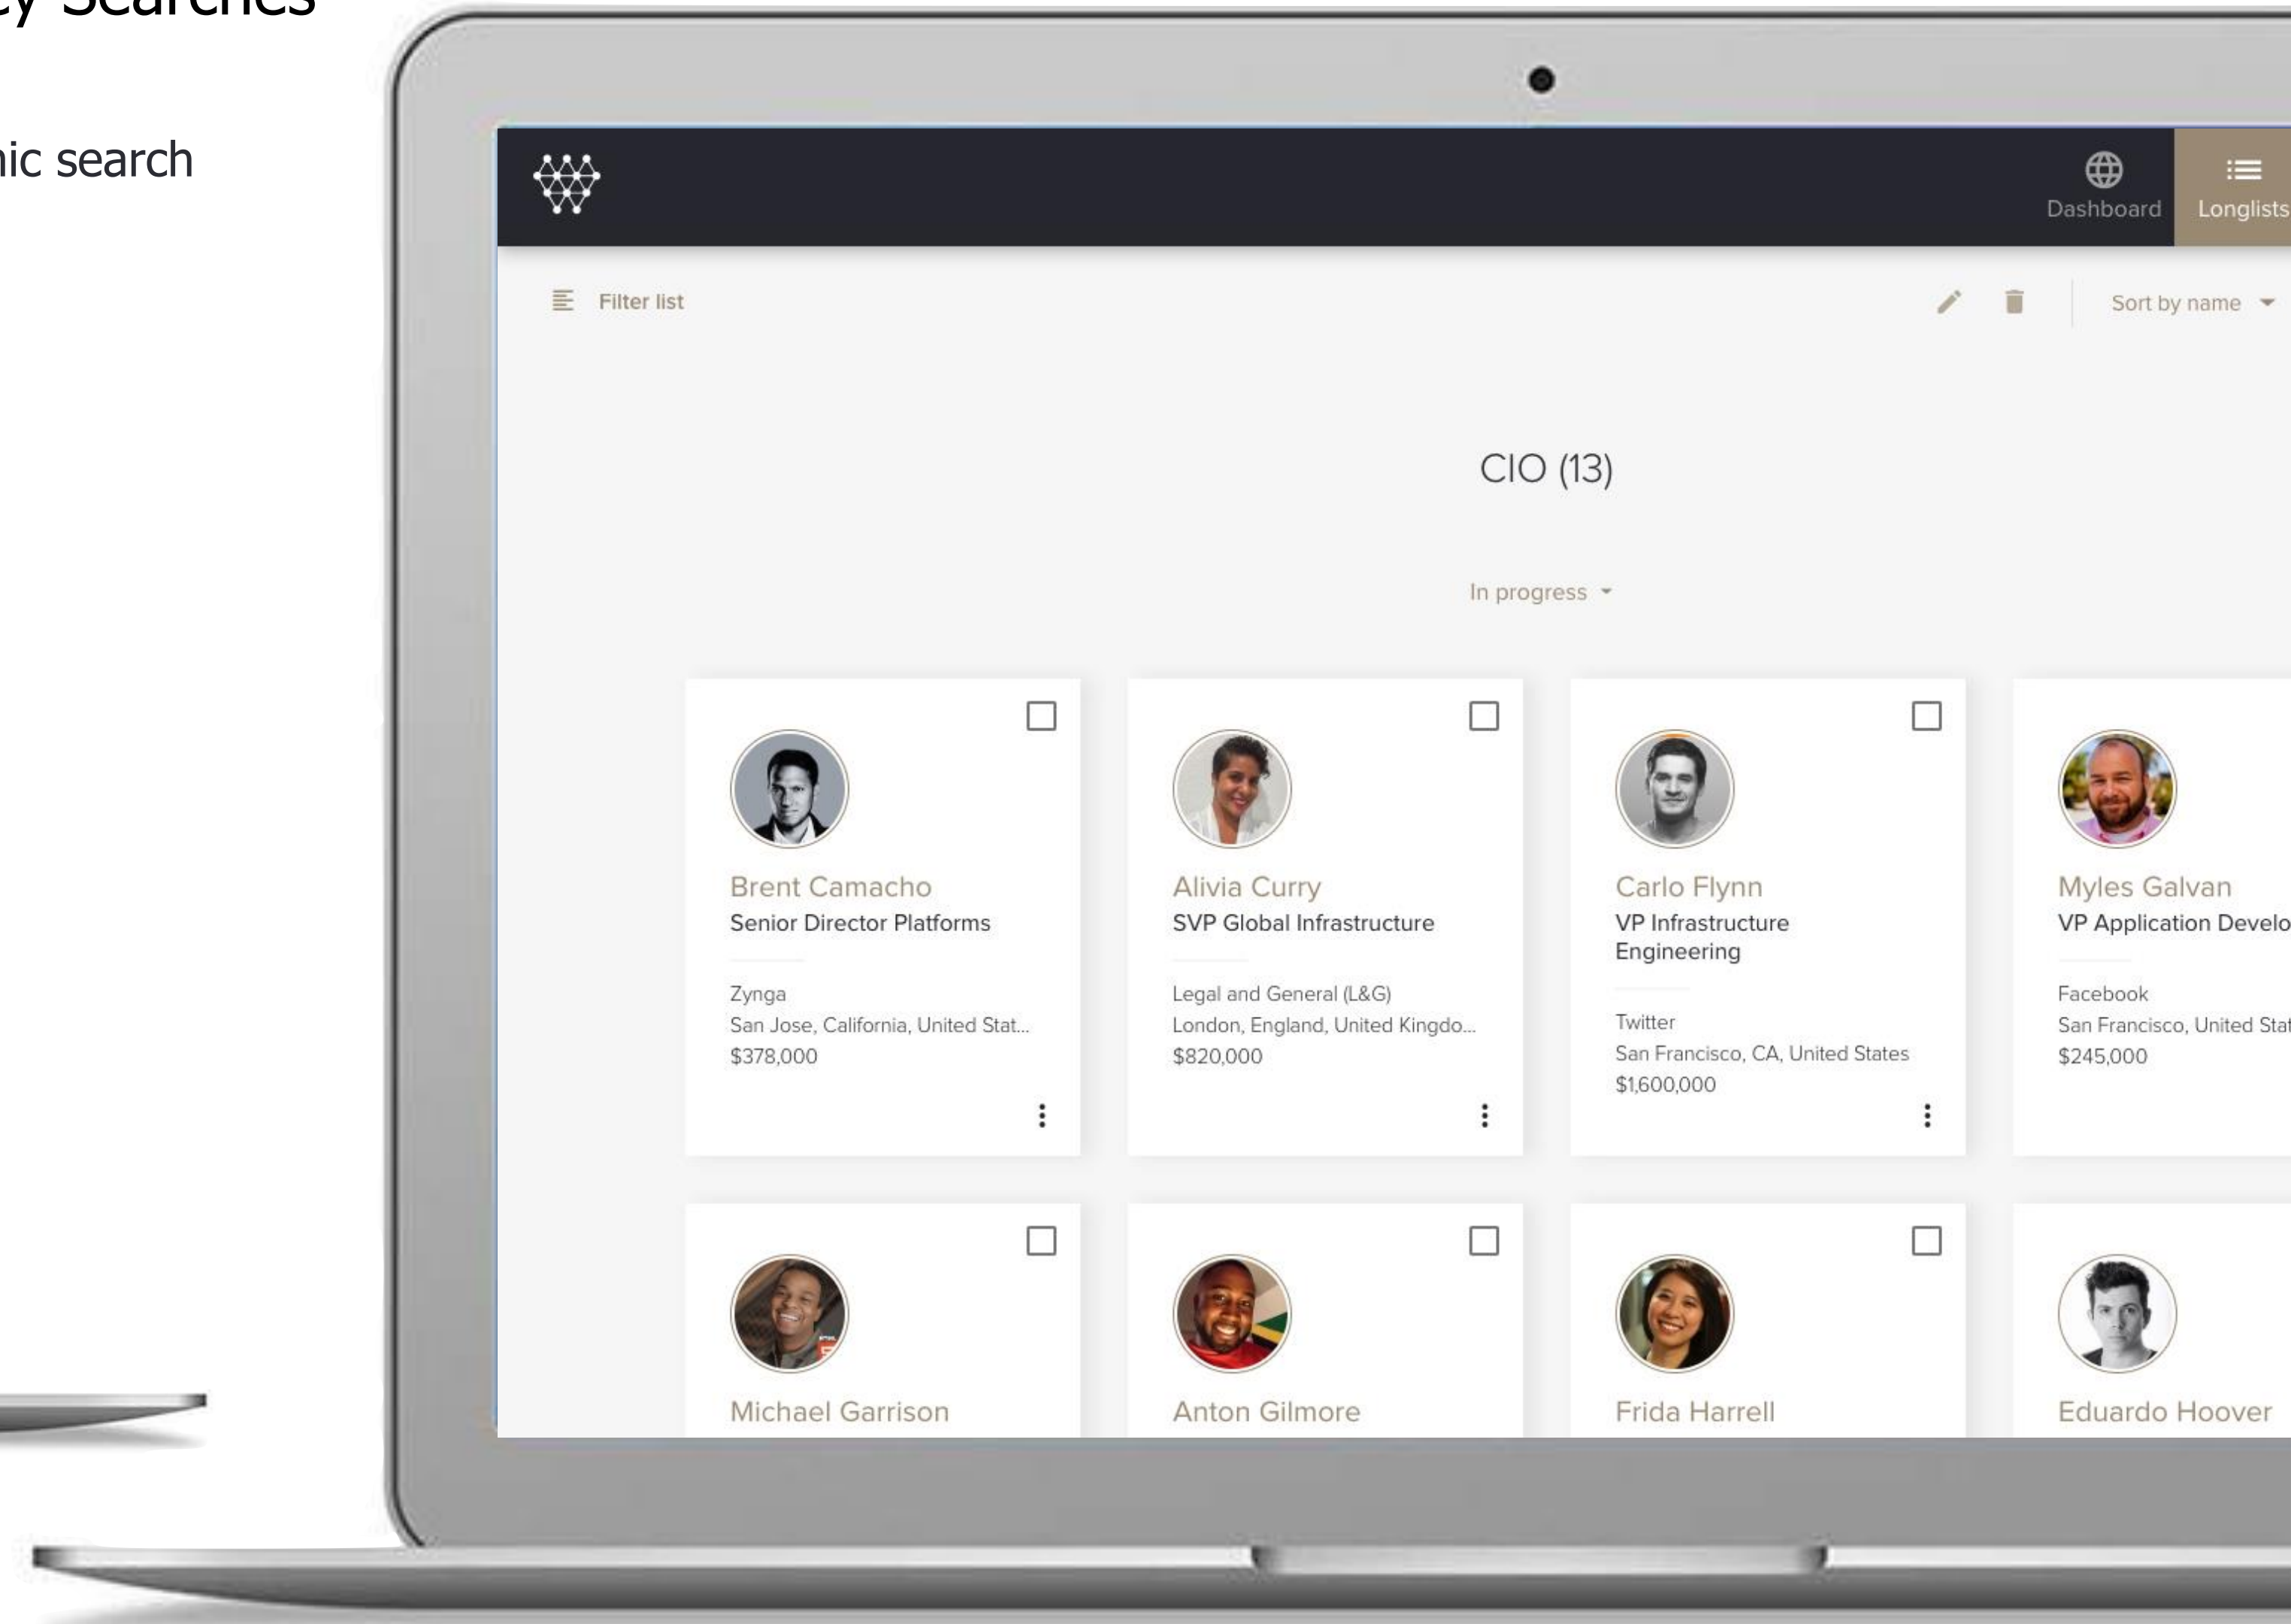 Searches
search
Dashboard
Longlists
Filter list
Sort by name
CIO (13)
In progress
Brent Camacho
Senior Director Platforms
Zynga
San Jose, California, United Stat...
$378,000
Alivia Curry
SVP Global Infrastructure
Legal and General (L&G)
London, England, United Kingdo...
$820,000
Carlo Flynn
VP Infrastructure
Engineering
Twitter
San Francisco, CA, United States
$1,600,000
Myles Galvan
VP Application Develo
Facebook
San Francisco, United Stat
$245,000
Michael Garrison
Anton Gilmore
Frida Harrell
Eduardo Hoover